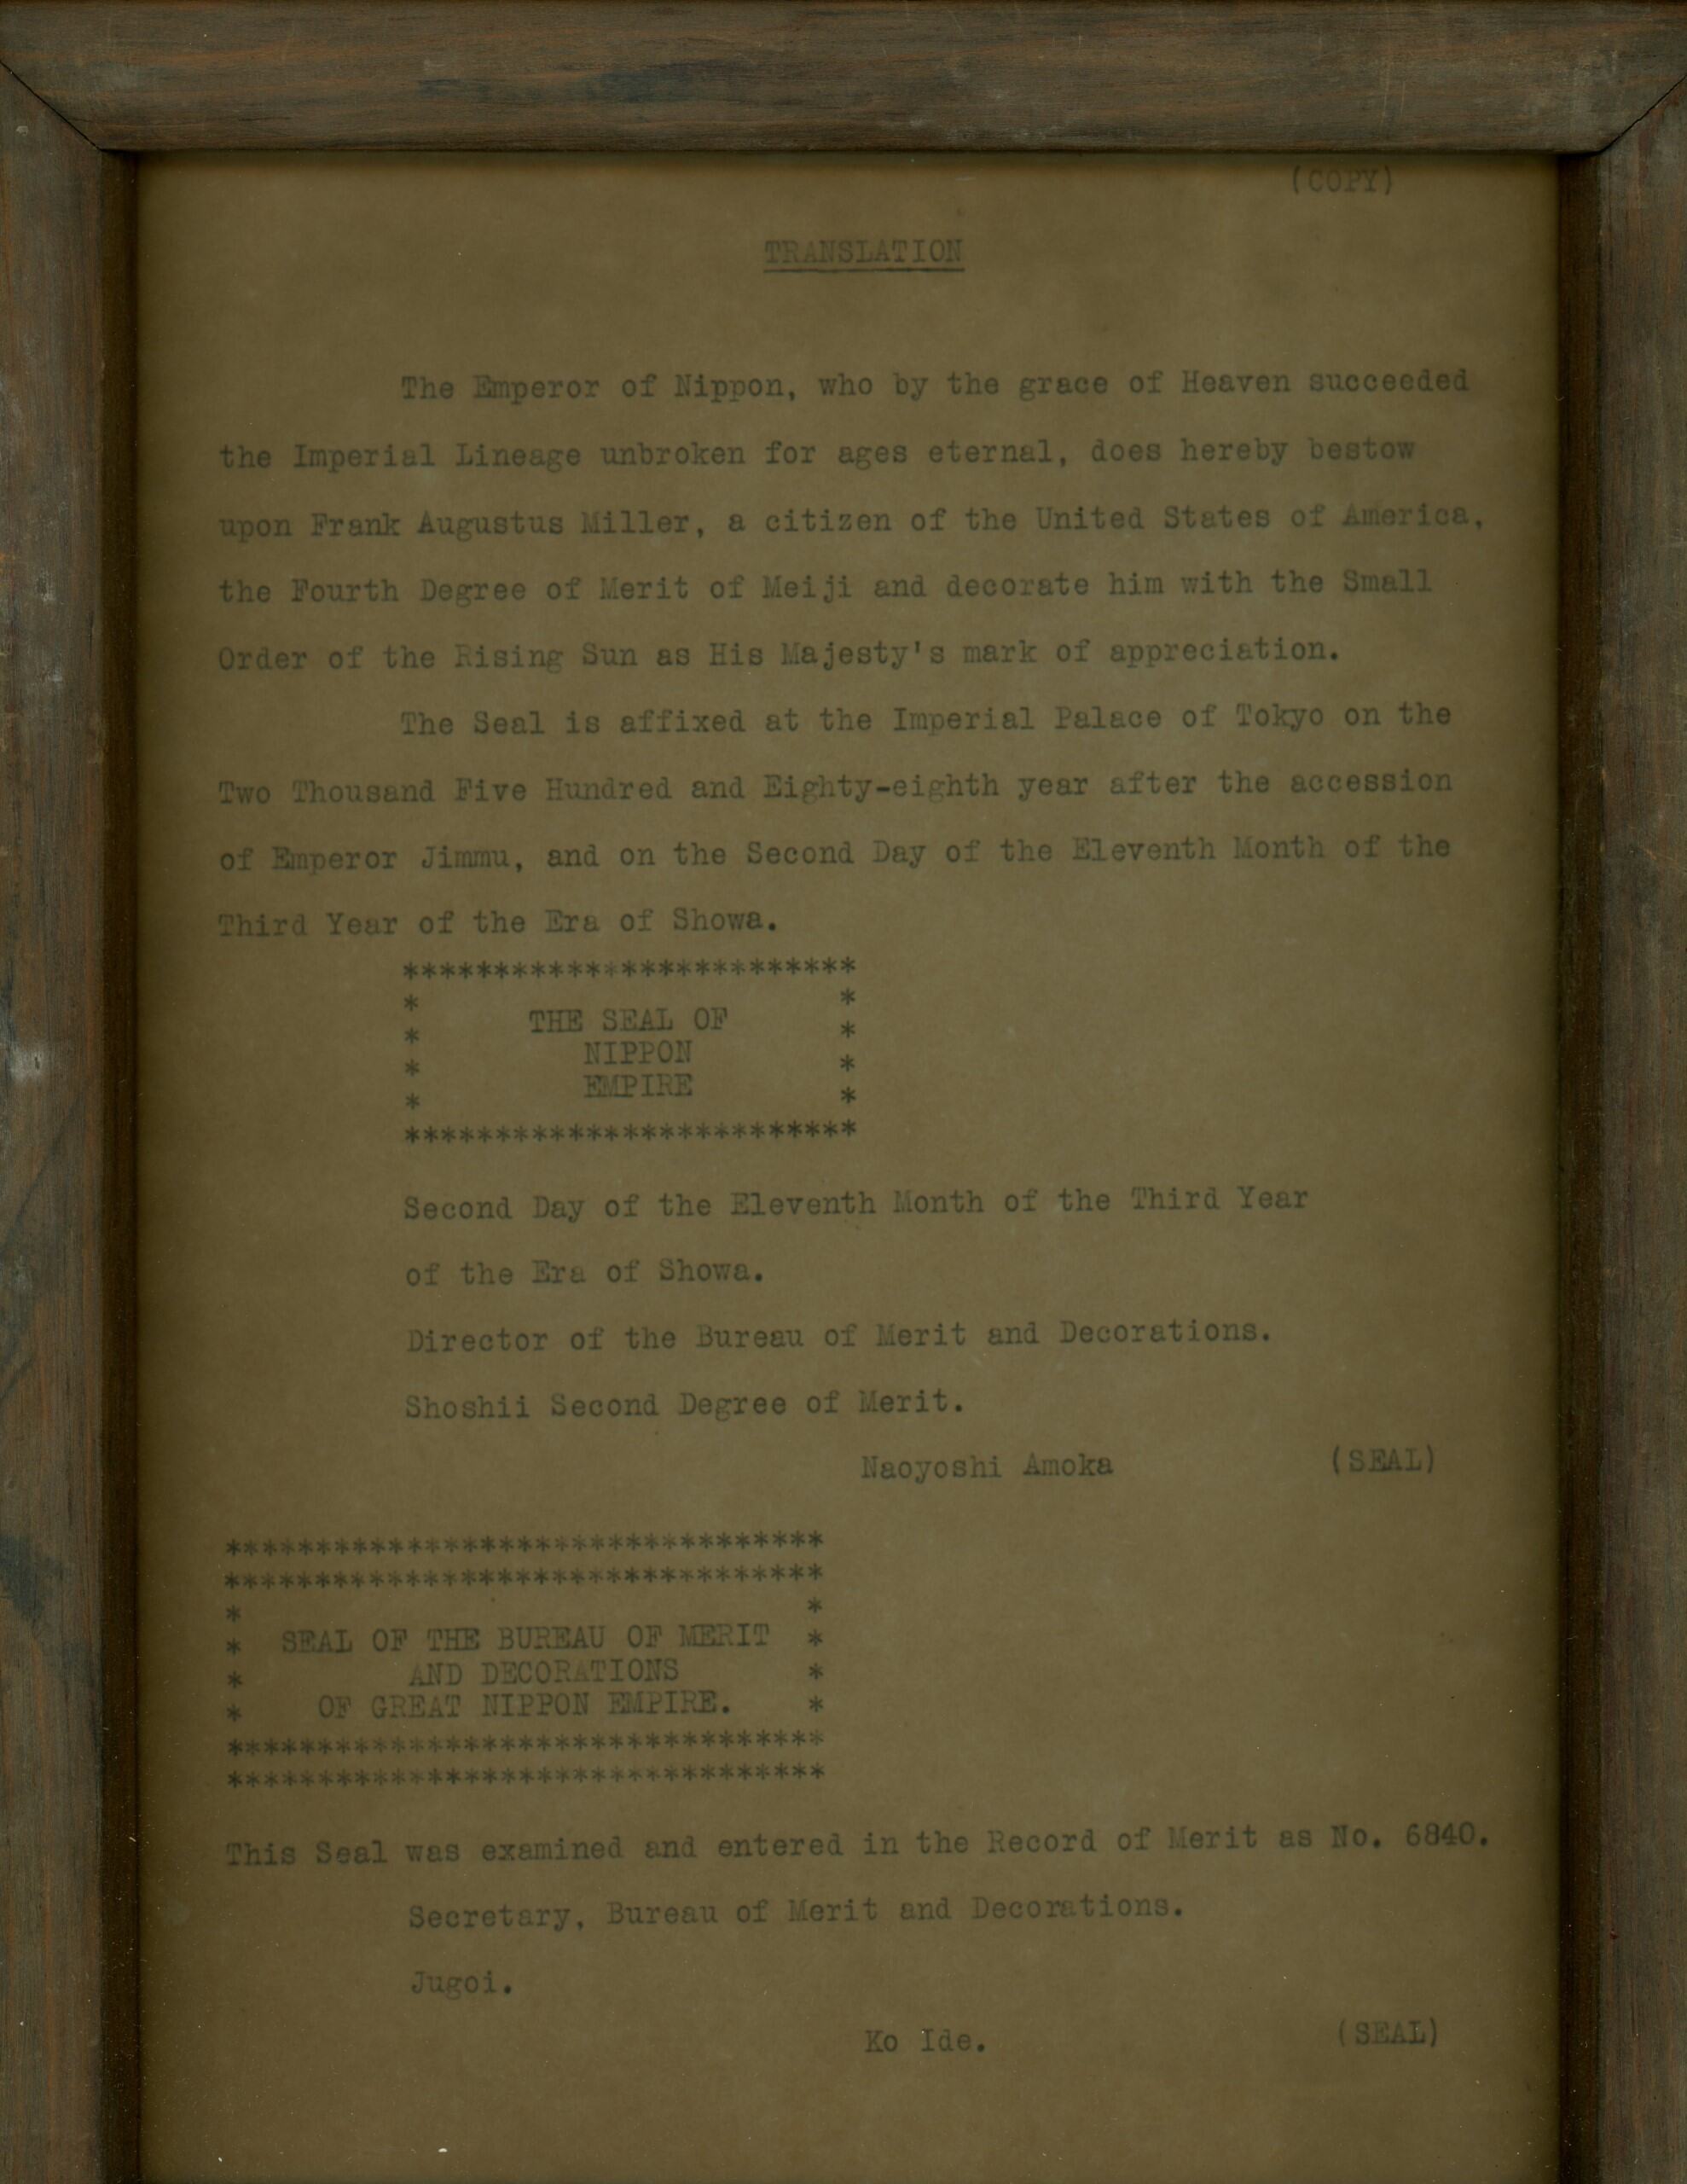 (COPY)
TRANSLATION
The Emperor of Nippon, who by the grace of Heaven succeeded
the Imperial Lineage unbroken for ages eternal, does hereby bestow
upon Frank Augustus Miller, a citizen of the United States of America,
the Fourth Degree of Merit of Meiji and decorate him with the Small
Order of the Rising Sun as His Majesty's mark of appreciation.
The Seal is affixed at the Imperial Palace of Tokyo on the
Two Thousand Five Hundred and Eighty-eighth year after the accession
of Emperor Jimmu, and on the Second Day of the Eleventh Month of the
Third Year of the Era of Showa.
*************************
* *
* THE SEAL OF *
* NIPPON *
* EMPIRE *
*************************
Second Day of the Eleventh Month of the Third Year
of the Era of Showa.
Director of the Bureau of Merit and Decorations.
Shoshii Second Degree of Merit.
Naoyoshi Amoka (SEAL)
*********************************
*********************************
* *
* SEAL OF THE BUREAU OF MERIT *
* AND DECORATIONS *
* OF GREAT NIPPON EMPIRE. *
*********************************
*********************************
This Seal was examined and entered in the Record of Merit as No. 6840.
Secretary, Bureau of Merit and Decorations.
Jugoi.
Ko Ide. (SEAL)